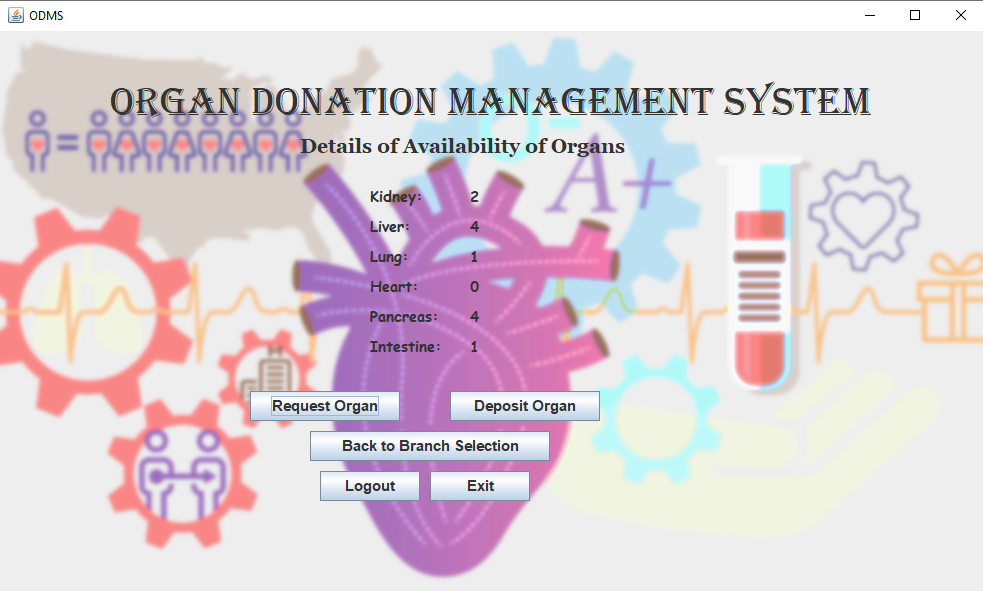 ODMS
ORGAN DONATION MANAGEMENT SYSTEM
Details of Availability of Organs
O-
A+
Kidney: 2
Liver: 4
Lung: 1
Heart: 0
Pancreas: 4
Intestine: 1
Request Organ Deposit Organ
Back to Branch Selection
Logout Exit